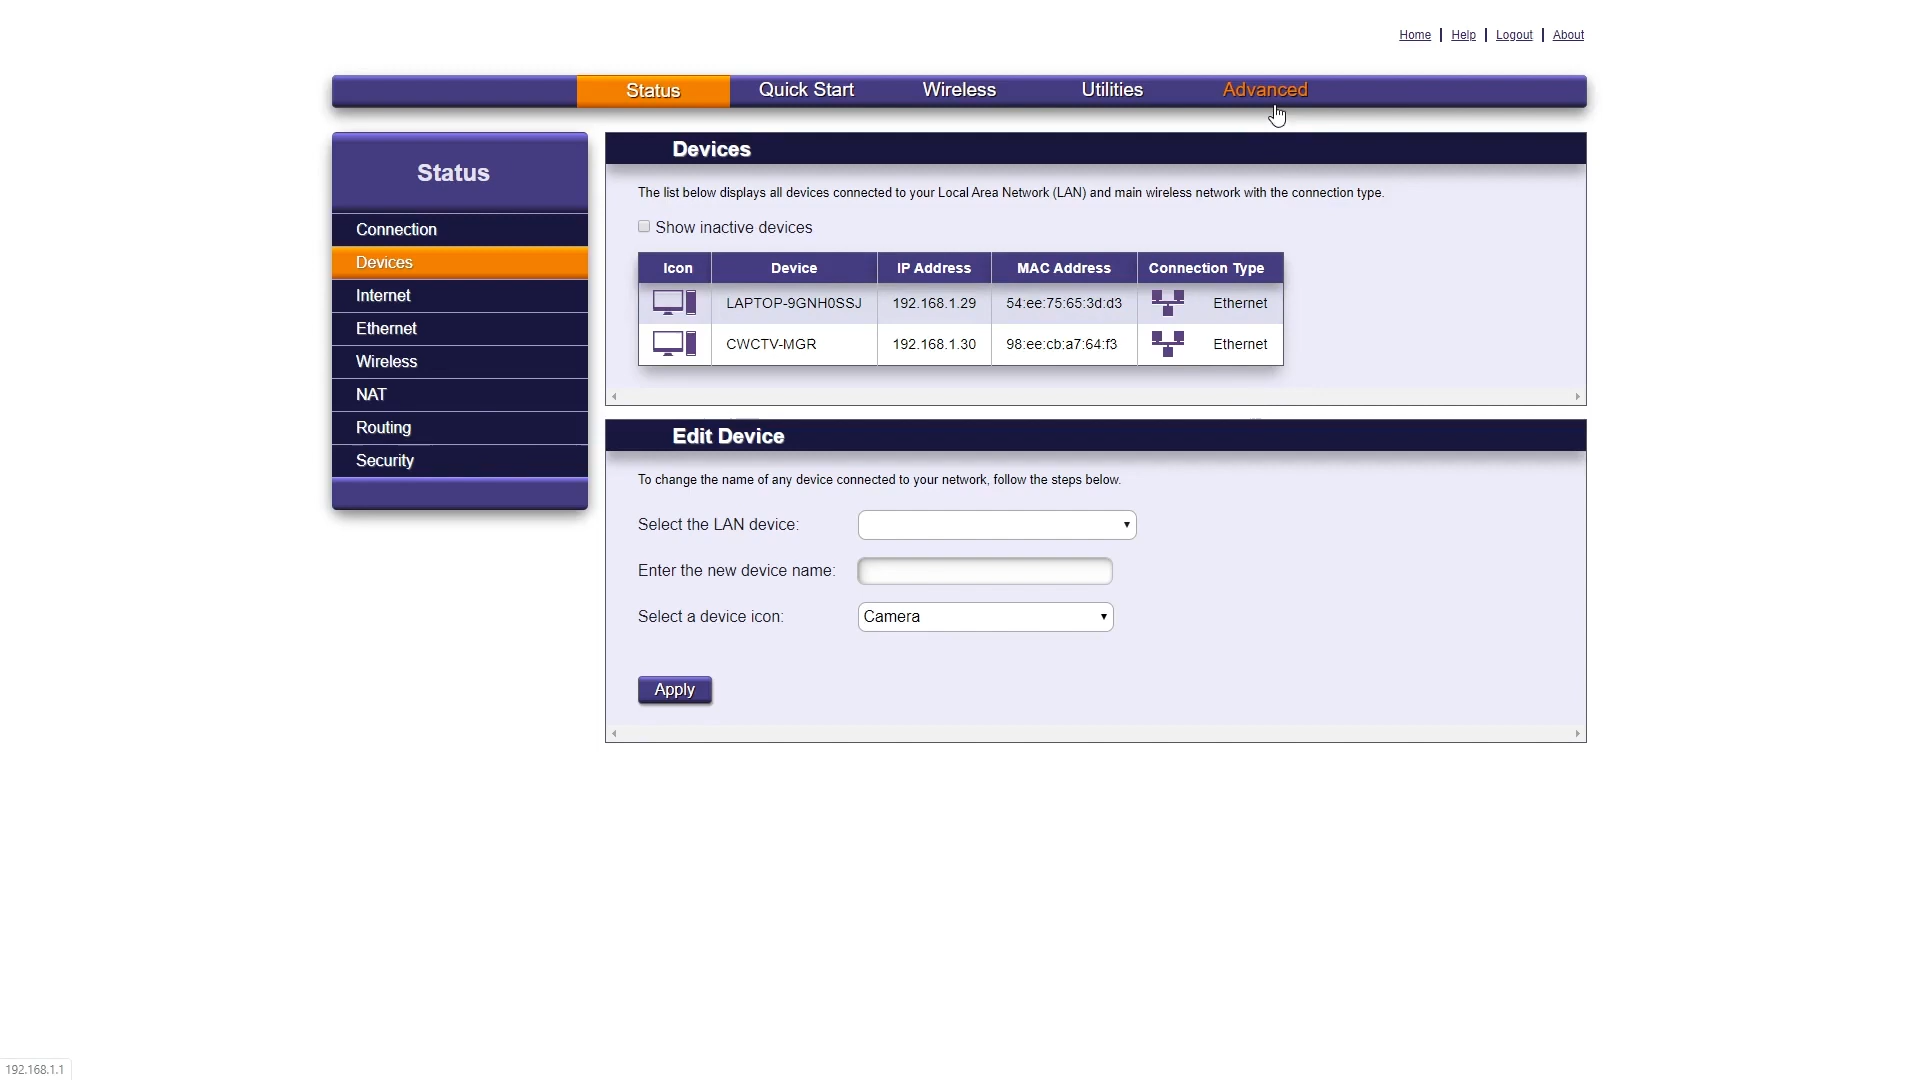 Home | Help | Logout | About
Status Quick Start Wireless Utilities Advanced
Status
Connection
Devices
Internet
Ethernet
Wireless
NAT
Routing
Security
Devices
The list below displays all devices connected to your Local Area Network (LAN) and main wireless network with the connection type.
Show inactive devices
Icon Device IP Address MAC Address Connection Type
LAPTOP-9GNH0SSJ 192.168.1.29 54:ee:75:65:3d:d3 Ethernet
CWCTV-MGR 192.168.1.30 98:ee:cb:a7:64:f3 Ethernet
Edit Device
To change the name of any device connected to your network, follow the steps below.
Select the LAN device:
Enter the new device name:
Select a device icon: Camera
Apply
192.168.1.1